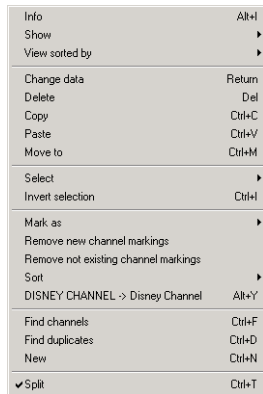 Info Alt+I
Show
View sorted by
Change data Return
Delete Del
Copy Ctrl+C
Paste Ctrl+V
Move to Ctrl+M
Select
Invert selection Ctrl+I
Mark as
Remove new channel markings
Remove not existing channel markings
Sort
DISNEY CHANNEL -> Disney Channel Alt+Y
Find channels Ctrl+F
Find duplicates Ctrl+D
New Ctrl+N
Split Ctrl+T